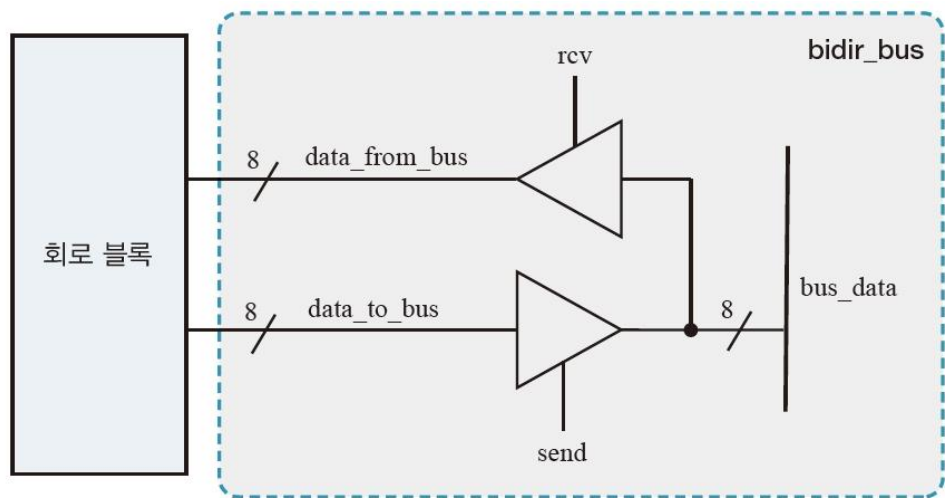 bidir_bus
rcv
8
data_from_bus
회로 블록
8
data_to_bus
8
bus_data
send